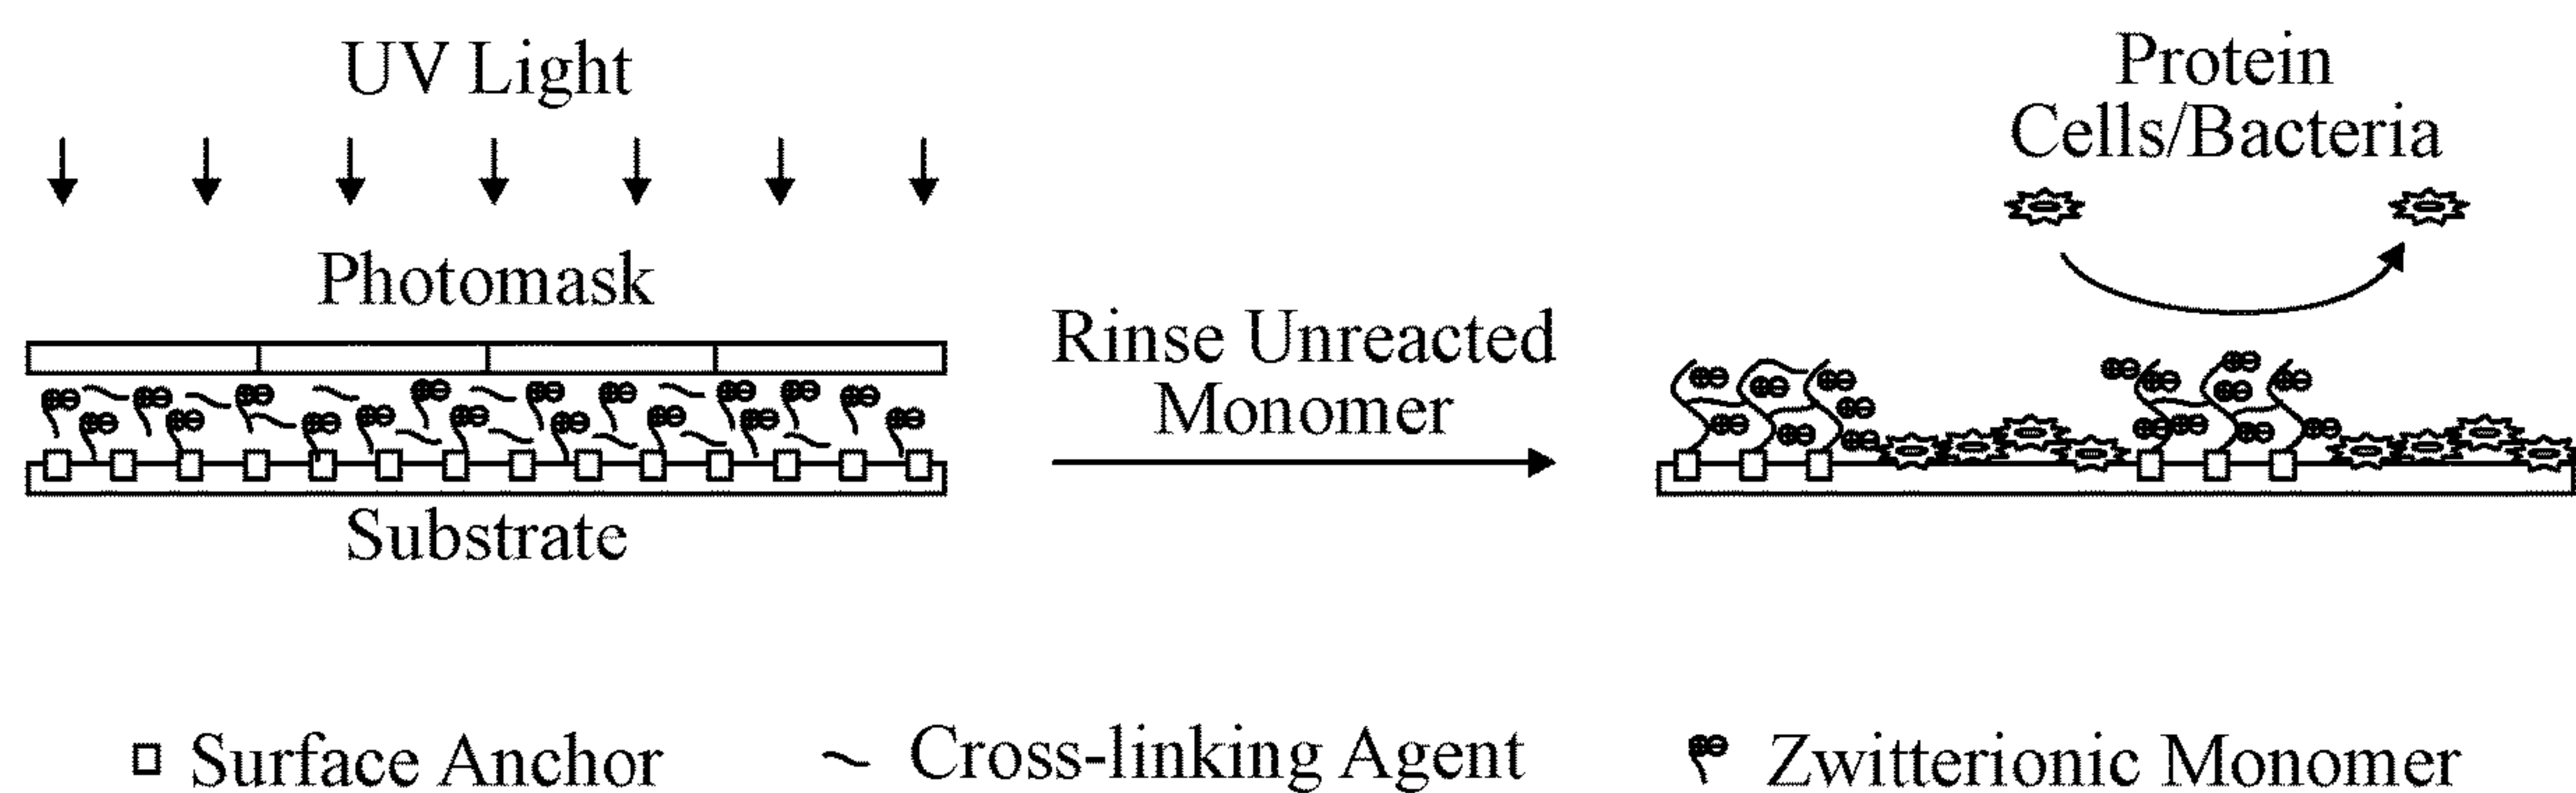 UV Light
Photomask
Substrate
Rinse Unreacted
Monomer
Protein
Cells/Bacteria
Surface Anchor
Cross-linking Agent
Zwitterionic Monomer